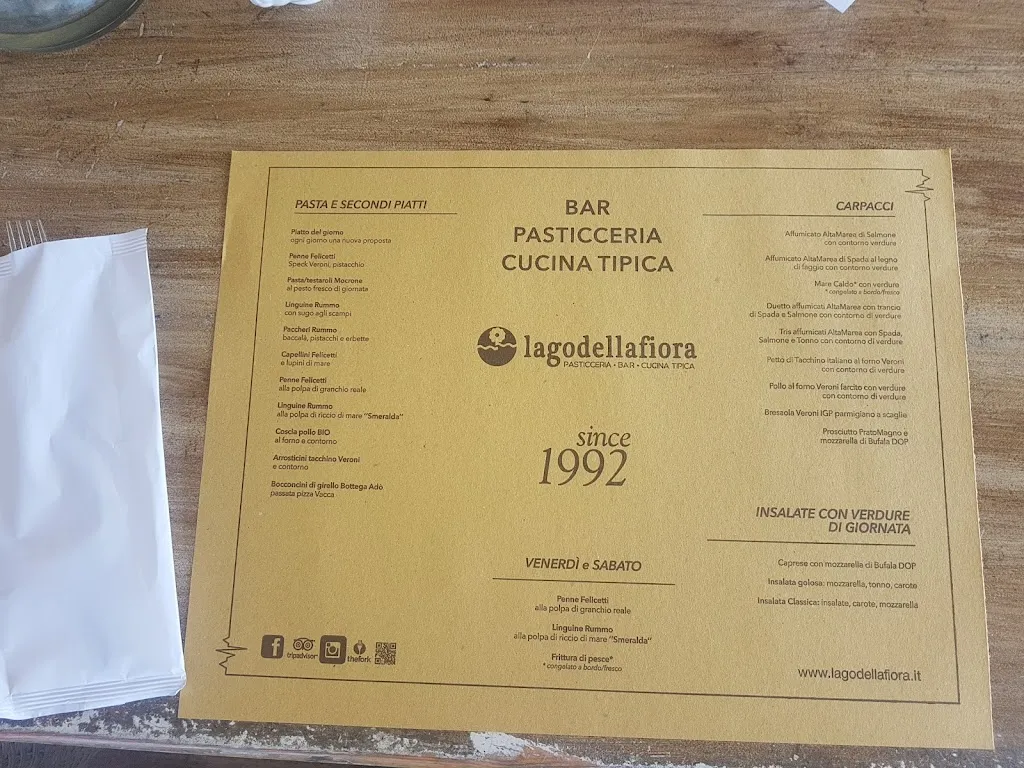 PASTA E SECONDI PIATTI
Piatto del giorno
ogni giorno una nuova proposta
Penne Felicetti
Speck Veroni, pistacchio
Pasta/testaroli Mocrone
al pesto fresco di giornata
Linguine Rummo
con sugo agli scampi
Paccheri Rummo
baccalà, pistacchi e erbette
Capellini Felicetti
e lupini di mare
Penne Felicetti
alla polpa di granchio reale
Linguine Rummo
alla polpa di riccio di mare "Smeralda"
Coscia pollo BIO
al forno e contorno
Arrosticini tacchino Veroni
e contorno
Bocconcini di girello Bottega Adò
passata pizza Vacca
tripadvisor
thefork
BAR
PASTICCERIA
CUCINA TIPICA
lagodellafiora
PASTICCERIA • BAR • CUCINA TIPICA
since
1992
VENERDÌ e SABATO
Penne Felicetti
alla polpa di granchio reale
Linguine Rummo
alla polpa di riccio di mare "Smeralda"
Frittura di pesce*
* congelato a bordo/fresco
CARPACCI
Affumicato AltaMarea di Salmone
con contorno verdure
Affumicato AltaMarea di Spada al legno
di faggio con contorno verdure
Mare Caldo* con verdure
* congelato a bordo/fresco
Duetto affumicati AltaMarea con trancio
di Spada e Salmone con contorno di verdure
Tris affumicati AltaMarea con Spada,
Salmone e Tonno con contorno di verdure
Petto di Tacchino italiano al forno Veroni
con contorno di verdure
Pollo al forno Veroni farcito con verdure
con contorno di verdure
Bresaola Veroni IGP parmigiano a scaglie
Prosciutto PratoMagno e
mozzarella di Bufala DOP
INSALATE CON VERDURE
DI GIORNATA
Caprese con mozzarella di Bufala DOP
Insalata golosa: mozzarella, tonno, carote
Insalata Classica: insalate, carote, mozzarella
www.lagodellafiora.it